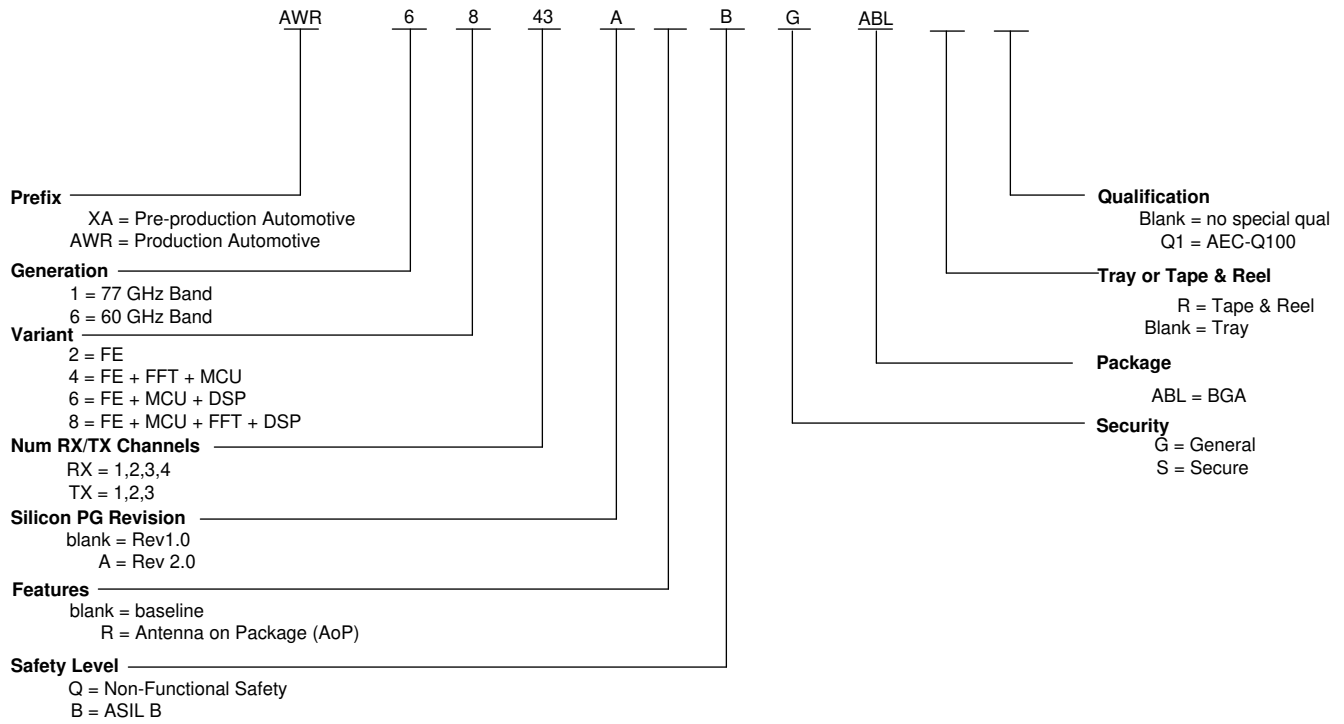 AWR 6 8 43 A B G ABL
Prefix
XA = Pre-production Automotive
AWR = Production Automotive
Generation
1 = 77 GHz Band
6 = 60 GHz Band
Variant
2 = FE
4 = FE + FFT + MCU
6 = FE + MCU + DSP
8 = FE + MCU + FFT + DSP
Num RX/TX Channels
RX = 1,2,3,4
TX = 1,2,3
Silicon PG Revision
blank = Rev1.0
A = Rev 2.0
Features
blank = baseline
R = Antenna on Package (AoP)
Safety Level
Q = Non-Functional Safety
B = ASIL B
Qualification
Blank = no special qual
Q1 = AEC-Q100
Tray or Tape & Reel
R = Tape & Reel
Blank = Tray
Package
ABL = BGA
Security
G = General
S = Secure